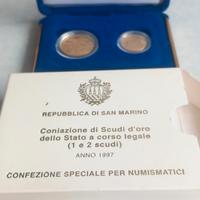 REPUBBLICA DI SAN MARINO
Coniazione di Scudi d'oro
dello Stato a corso legale
(1 e 2 scudi)
ANNO 1997
CONFEZIONE SPECIALE PER NUMISMATICI